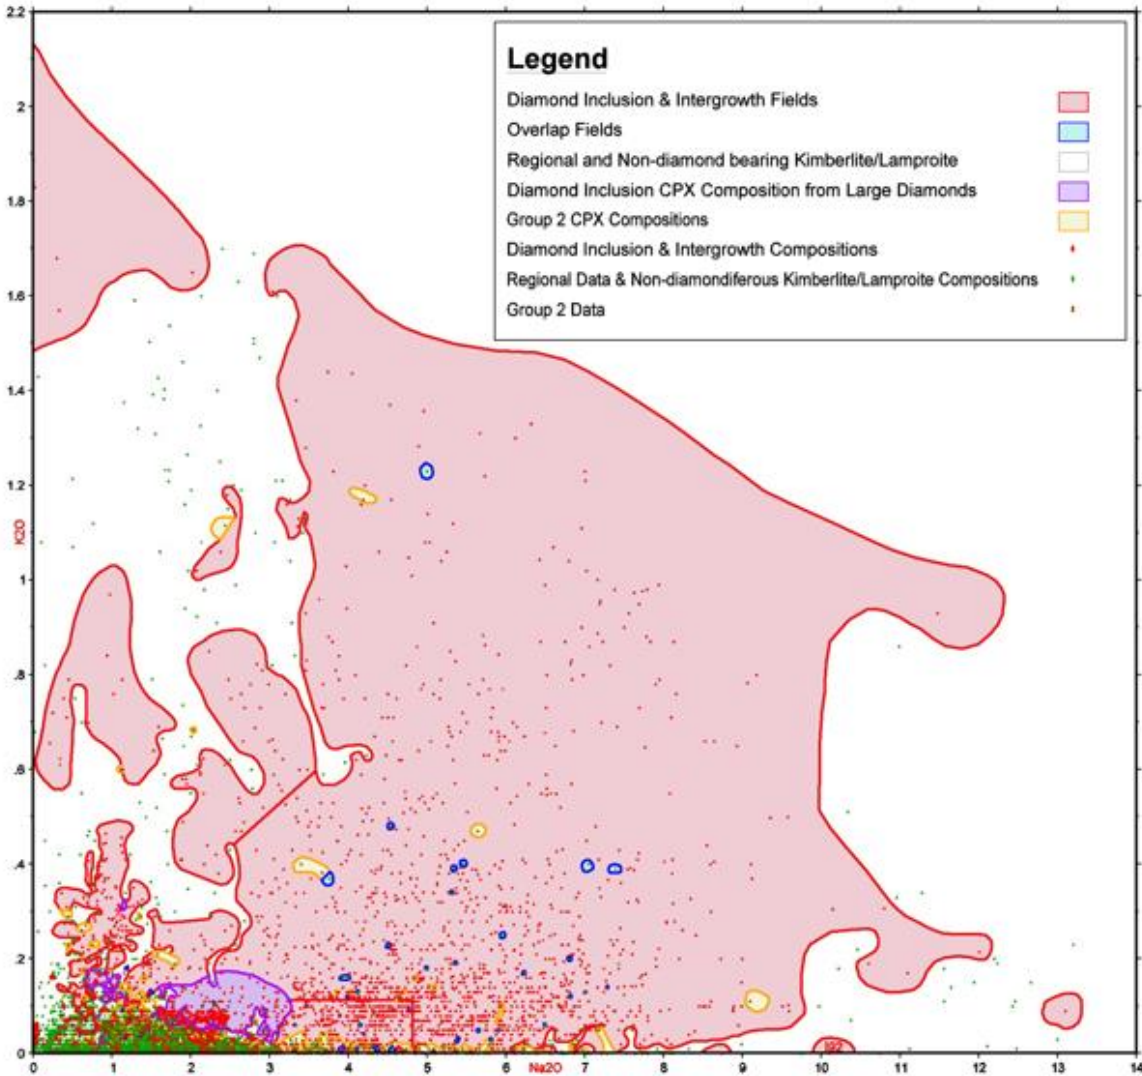 2.2
Legend
Diamond Inclusion & Intergrowth Fields
Overlap Fields
Regional and Non-diamond bearing Kimberlite/Lamproite
Diamond Inclusion CPX Composition from Large Diamonds
Group 2 CPX Compositions
Diamond Inclusion & Intergrowth Compositions
Regional Data & Non-diamondiferous Kimberlite/Lamproite Compositions
Group 2 Data
2
1.8
1.6
1.4
1.2
K2O
1
.8
.6
.4
.2
0
0 1 2 3 4 5 6 Na2O 7 8 9 10 11 12 13 14